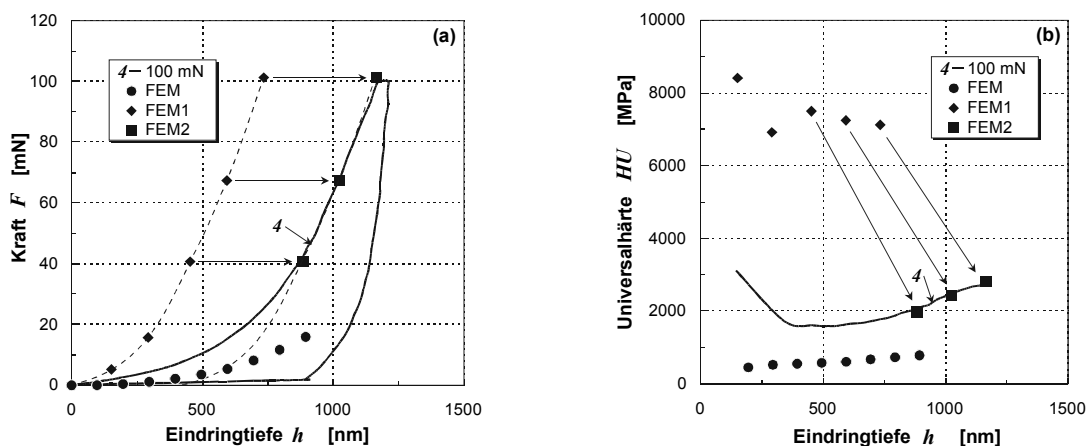 (a)
120
100
80
60
40
20
0
Kraft F [mN]
4 – 100 mN
FEM
FEM1
FEM2
4
0 500 1000 1500
Eindringtiefe h [nm]
(b)
10000
8000
6000
4000
2000
0
Universalhärte HU [MPa]
4 – 100 mN
FEM
FEM1
FEM2
4
0 500 1000 1500
Eindringtiefe h [nm]